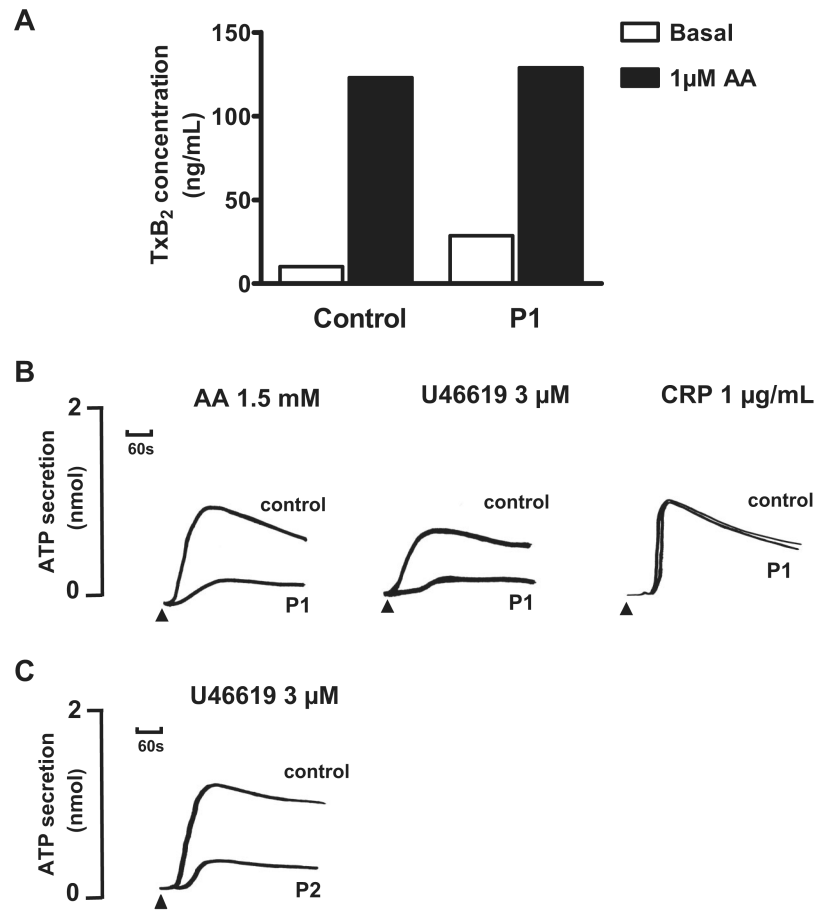 A
150
100
50
0
TxB2 concentration
(ng/mL)
Basal
1µM AA
Control
P1
B
AA 1.5 mM
U46619 3 µM
CRP 1 µg/mL
2
0
ATP secretion
(nmol)
60s
control
P1
control
P1
control
P1
C
U46619 3 µM
2
0
ATP secretion
(nmol)
60s
control
P2